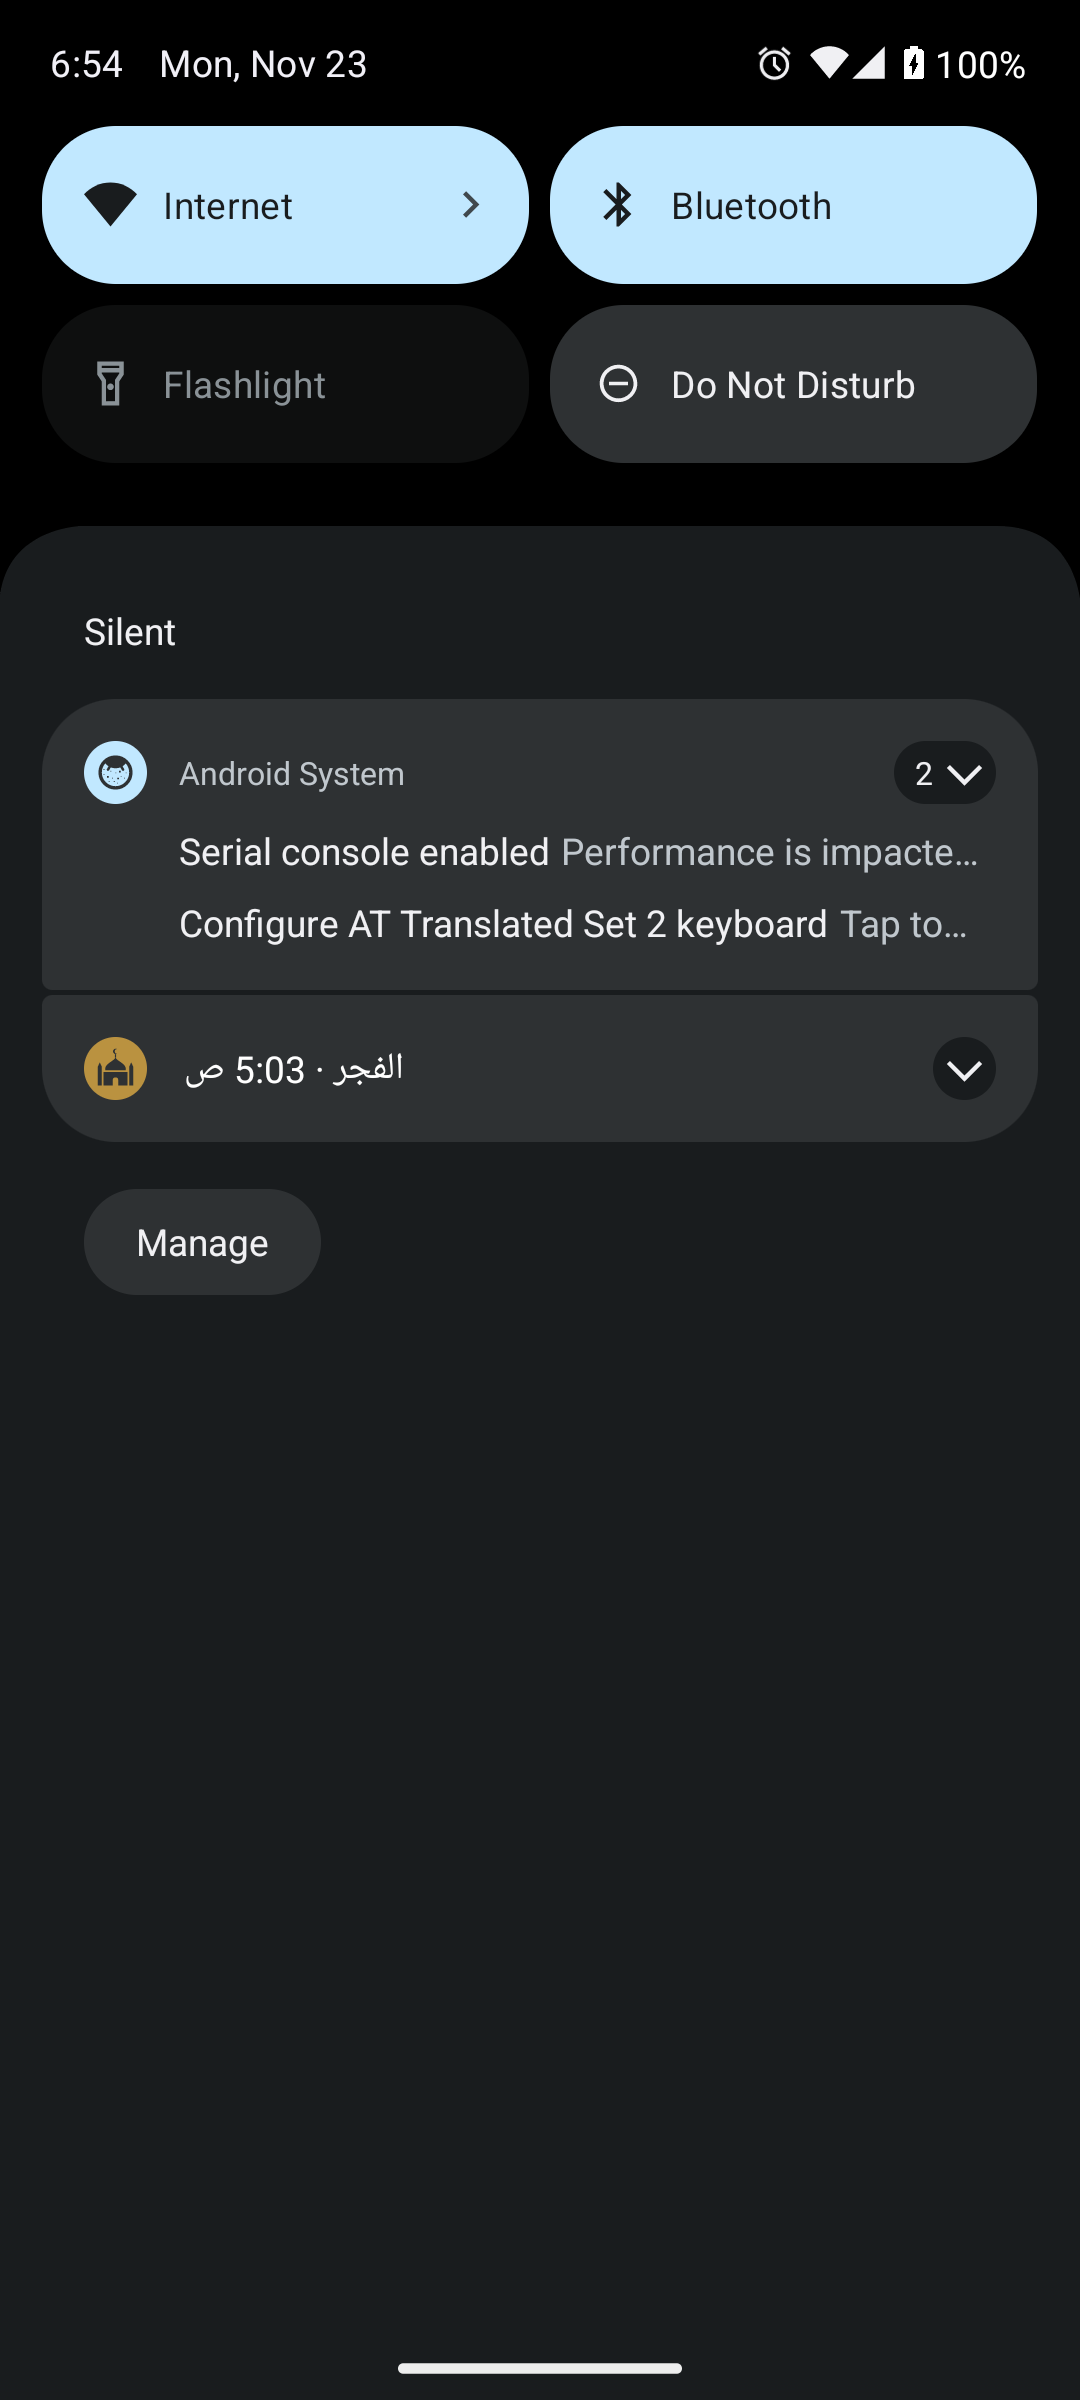 6:54 Mon, Nov 23 100%
Internet
Bluetooth
Flashlight
Do Not Disturb
Silent
Android System 2
Serial console enabled Performance is impacte…
Configure AT Translated Set 2 keyboard Tap to…
الفجر · 5:03 ص
Manage